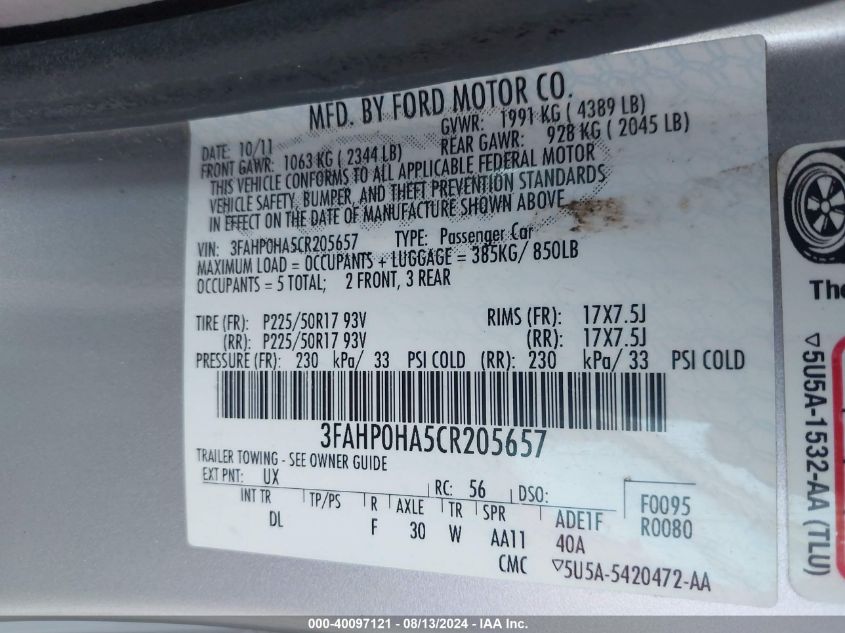 MFD. BY FORD MOTOR CO.
DATE: 10/11 GVWR: 1991 KG ( 4389 LB)
FRONT GAWR: 1063 KG ( 2344 LB) REAR GAWR: 928 KG ( 2045 LB)
THIS VEHICLE CONFORMS TO ALL APPLICABLE FEDERAL MOTOR
VEHICLE SAFETY, BUMPER, AND THEFT PREVENTION STANDARDS
IN EFFECT ON THE DATE OF MANUFACTURE SHOWN ABOVE
VIN: 3FAHP0HA5CR205657 TYPE: Passenger Car
MAXIMUM LOAD = OCCUPANTS + LUGGAGE = 385KG/ 850LB
OCCUPANTS = 5 TOTAL; 2 FRONT, 3 REAR
TIRE (FR): P225/50R17 93V RIMS (FR): 17X7.5J
(RR): P225/50R17 93V (RR): 17X7.5J
PRESSURE (FR): 230 kPa/ 33 PSI COLD (RR): 230 kPa/ 33 PSI COLD
3FAHP0HA5CR205657
TRAILER TOWING - SEE OWNER GUIDE
EXT PNT: UX RC: 56 DSO:
INT TR TP/PS R AXLE TR SPR ADE1F F0095
DL F 30 W AA11 40A R0080
CMC ▽5U5A-5420472-AA
The
▽5U5A-1532-AA (TLU)
000-40097121 - 08/13/2024 - IAA Inc.